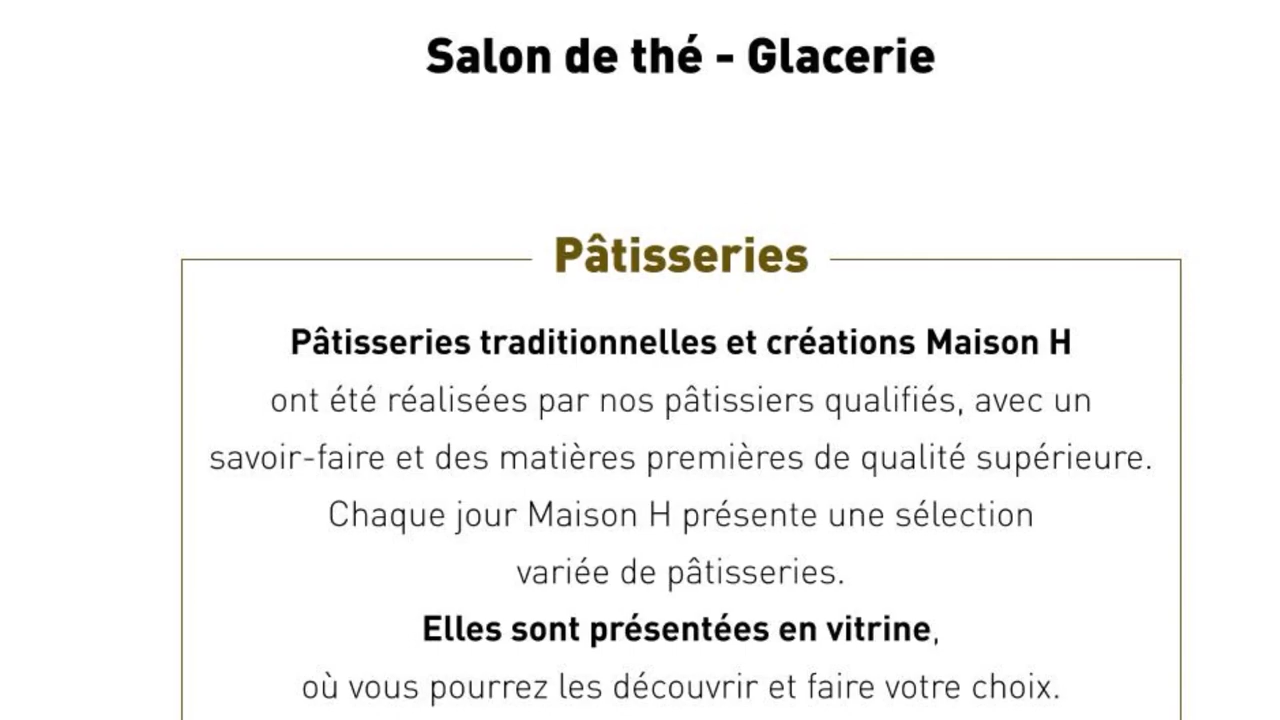 Salon de thé - Glacerie
Pâtisseries
Pâtisseries traditionnelles et créations Maison H
ont été réalisées par nos pâtissiers qualifiés, avec un
savoir-faire et des matières premières de qualité supérieure.
Chaque jour Maison H présente une sélection
variée de pâtisseries.
Elles sont présentées en vitrine,
où vous pourrez les découvrir et faire votre choix.